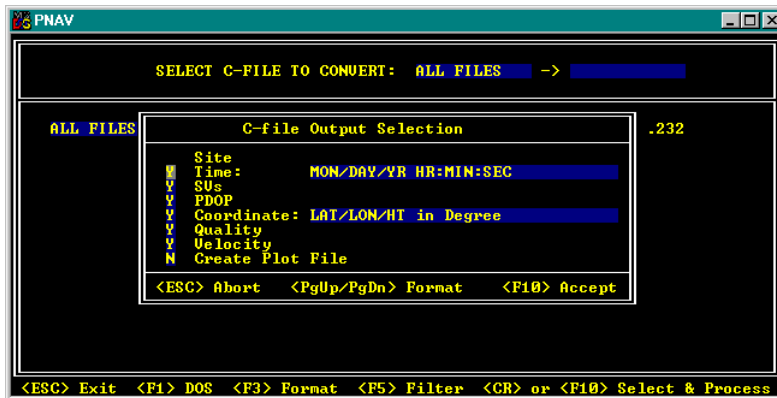 PNAV
SELECT C-FILE TO CONVERT: ALL FILES ->
ALL FILES
.232
C-file Output Selection
Site
Y Time: MON/DAY/YR HR:MIN:SEC
Y SVs
Y PDOP
Y Coordinate: LAT/LON/HT in Degree
Y Quality
Y Velocity
N Create Plot File
<ESC> Abort <PgUp/PgDn> Format <F10> Accept
<ESC> Exit <F1> DOS <F3> Format <F5> Filter <CR> or <F10> Select & Process